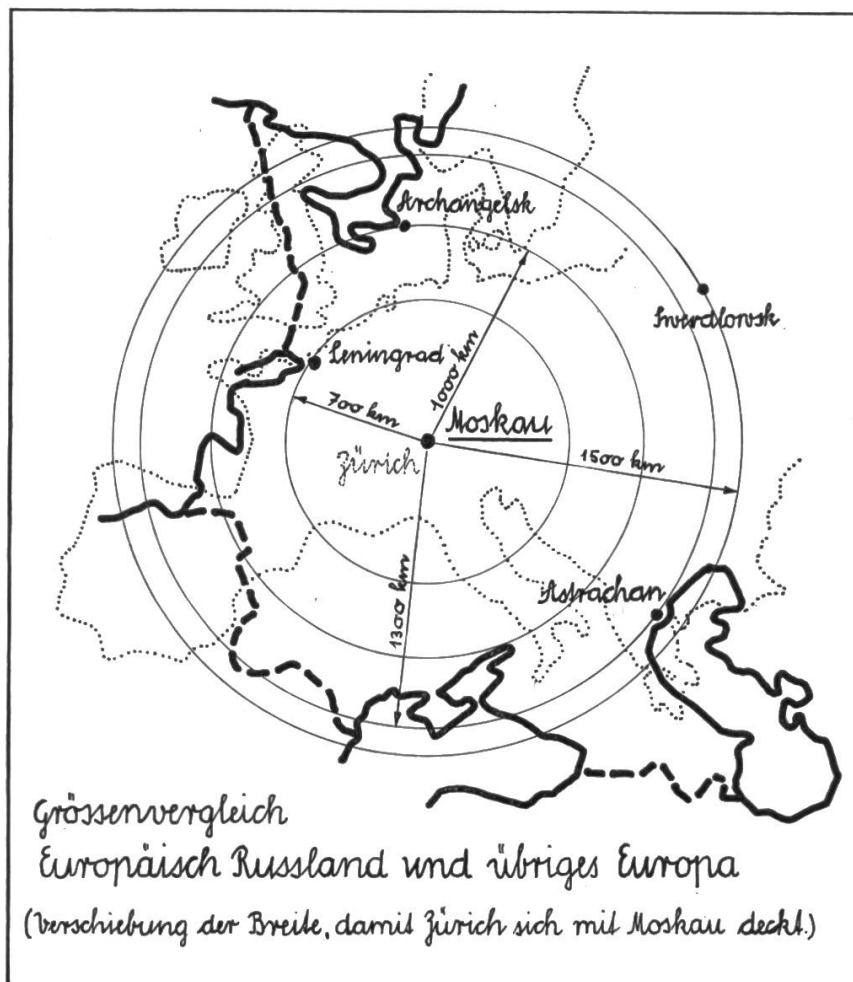 Archangelsk
Swerdlowsk
Leningrad
1000 km
700 km
Moskau
Zürich
1500 km
1300 km
Astrachan
Grössenvergleich
Europäisch Russland und übriges Europa
(Verschiebung der Breite, damit Zürich sich mit Moskau deckt.)